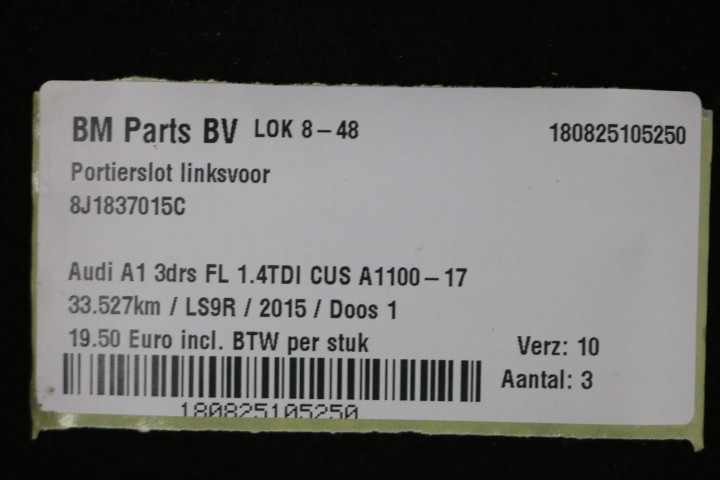 BM Parts BV LOK 8-48 180825105250
Portierslot linksvoor
8J1837015C
Audi A1 3drs FL 1.4TDI CUS A1100-17
33.527km / LS9R / 2015 / Doos 1
19.50 Euro incl. BTW per stuk Verz: 10
Aantal: 3
180825105250